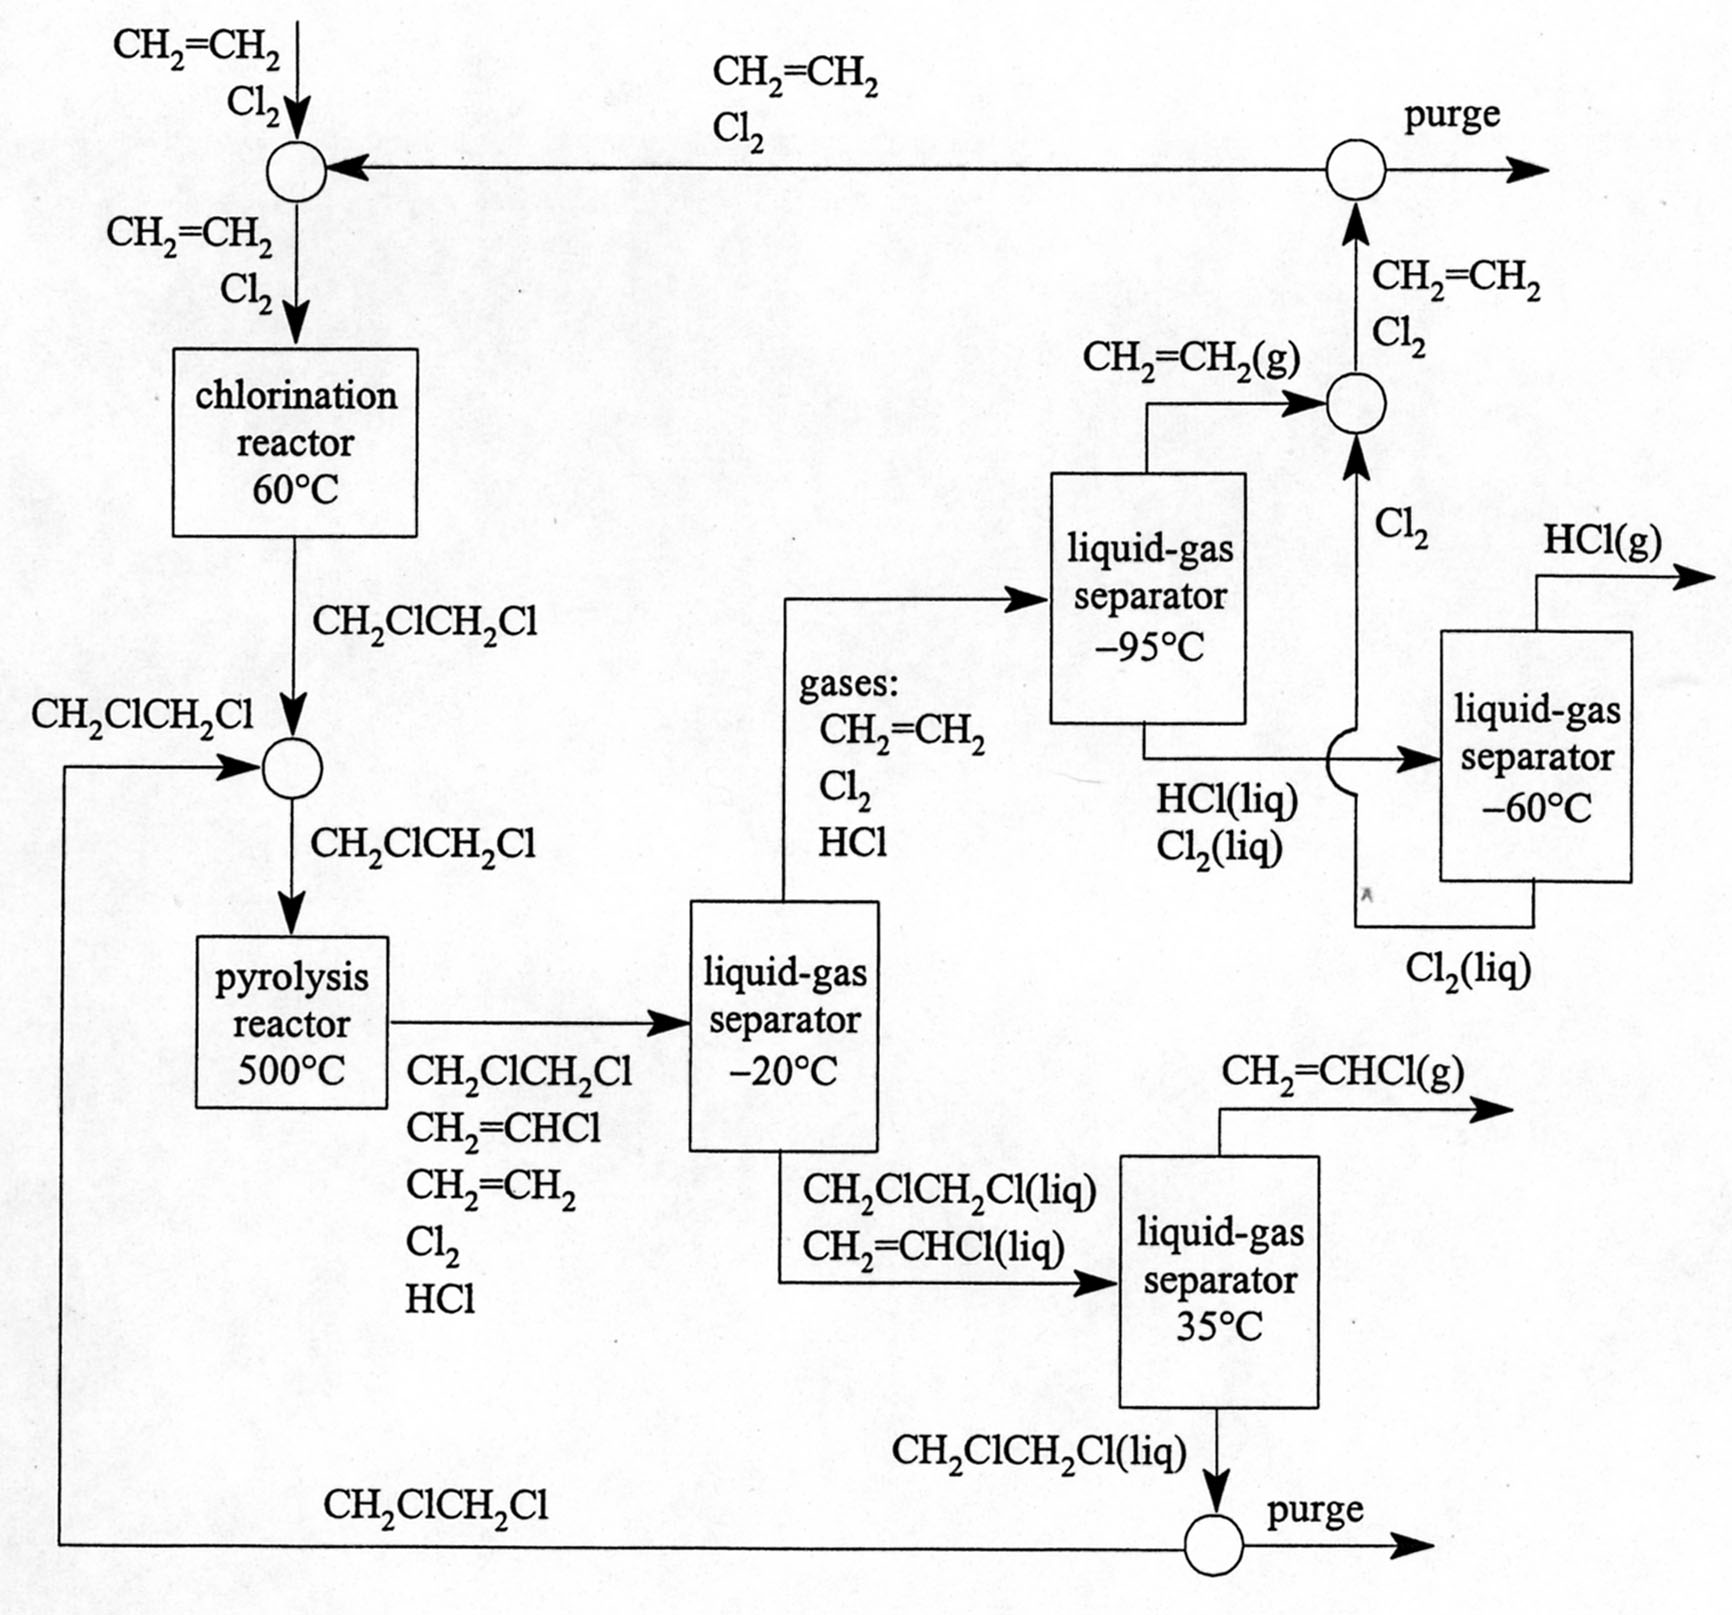 CH₂=CH₂
Cl₂
CH₂=CH₂
Cl₂
purge
CH₂=CH₂
Cl₂
CH₂=CH₂
Cl₂
CH₂=CH₂(g)
chlorination
reactor
60°C
Cl₂
HCl(g)
liquid-gas
separator
–95°C
CH₂ClCH₂Cl
gases:
CH₂=CH₂
Cl₂
HCl
CH₂ClCH₂Cl
liquid-gas
separator
–60°C
HCl(liq)
Cl₂(liq)
CH₂ClCH₂Cl
Cl₂(liq)
pyrolysis
reactor
500°C
liquid-gas
separator
–20°C
CH₂ClCH₂Cl
CH₂=CHCl
CH₂=CH₂
Cl₂
HCl
CH₂=CHCl(g)
CH₂ClCH₂Cl(liq)
CH₂=CHCl(liq)
liquid-gas
separator
35°C
CH₂ClCH₂Cl(liq)
CH₂ClCH₂Cl
purge